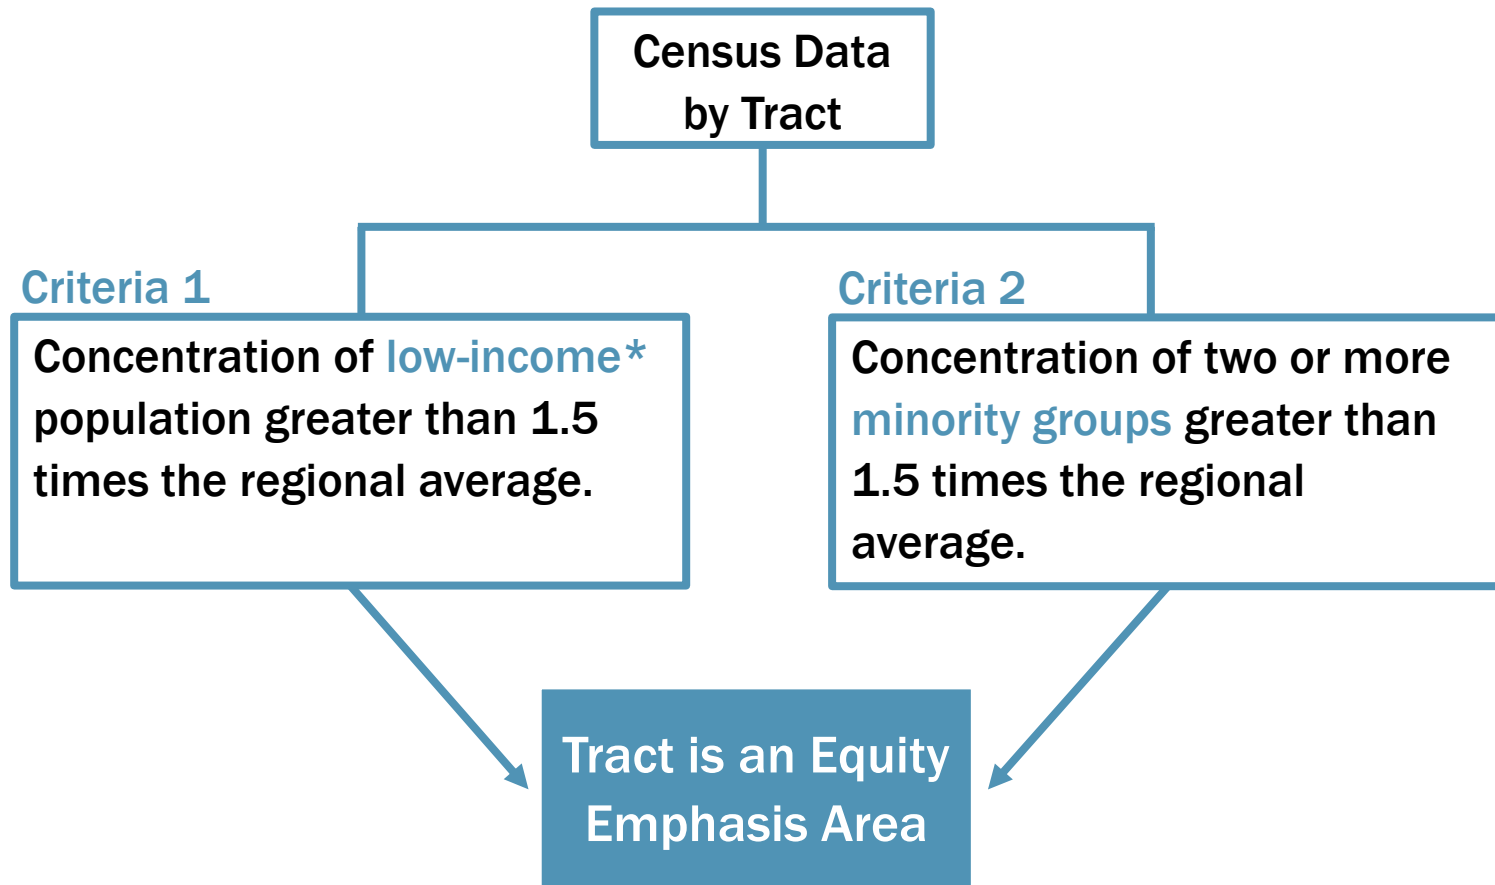 Census Data
by Tract
Criteria 1
Concentration of low-income*
population greater than 1.5
times the regional average.
Criteria 2
Concentration of two or more
minority groups greater than
1.5 times the regional
average.
Tract is an Equity
Emphasis Area